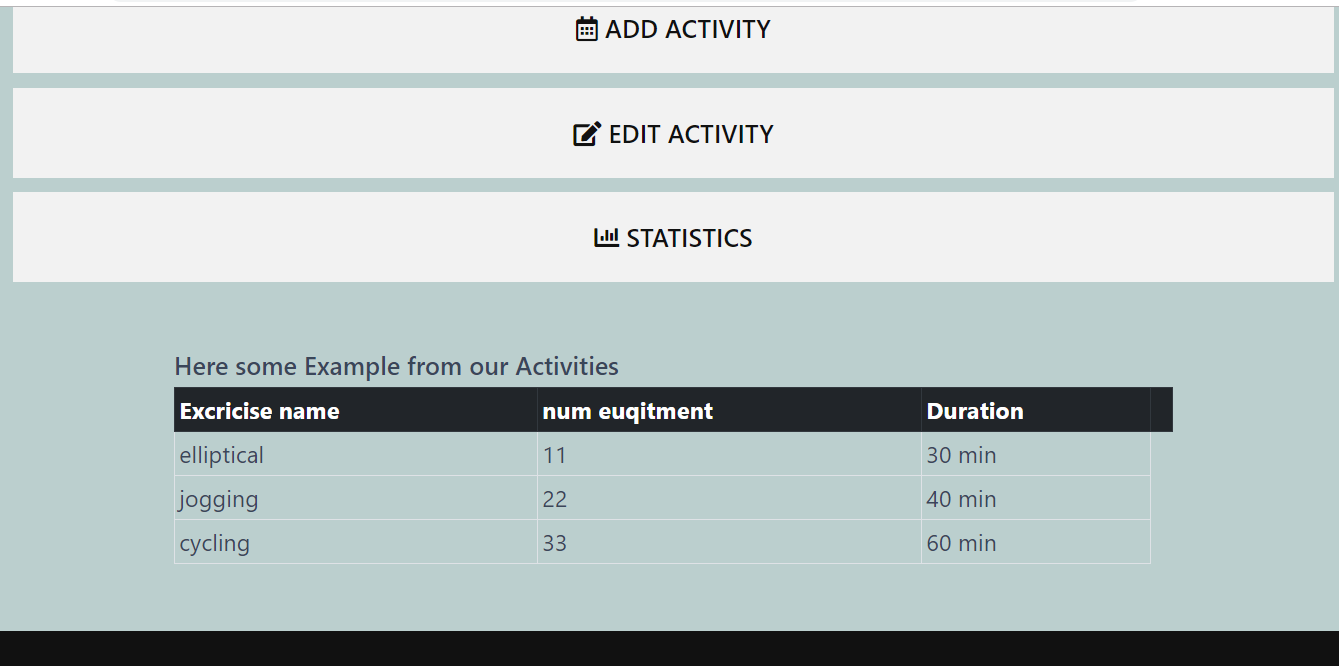 ADD ACTIVITY
EDIT ACTIVITY
STATISTICS
Here some Example from our Activities
Excricise name num euqitment Duration
elliptical 11 30 min
jogging 22 40 min
cycling 33 60 min